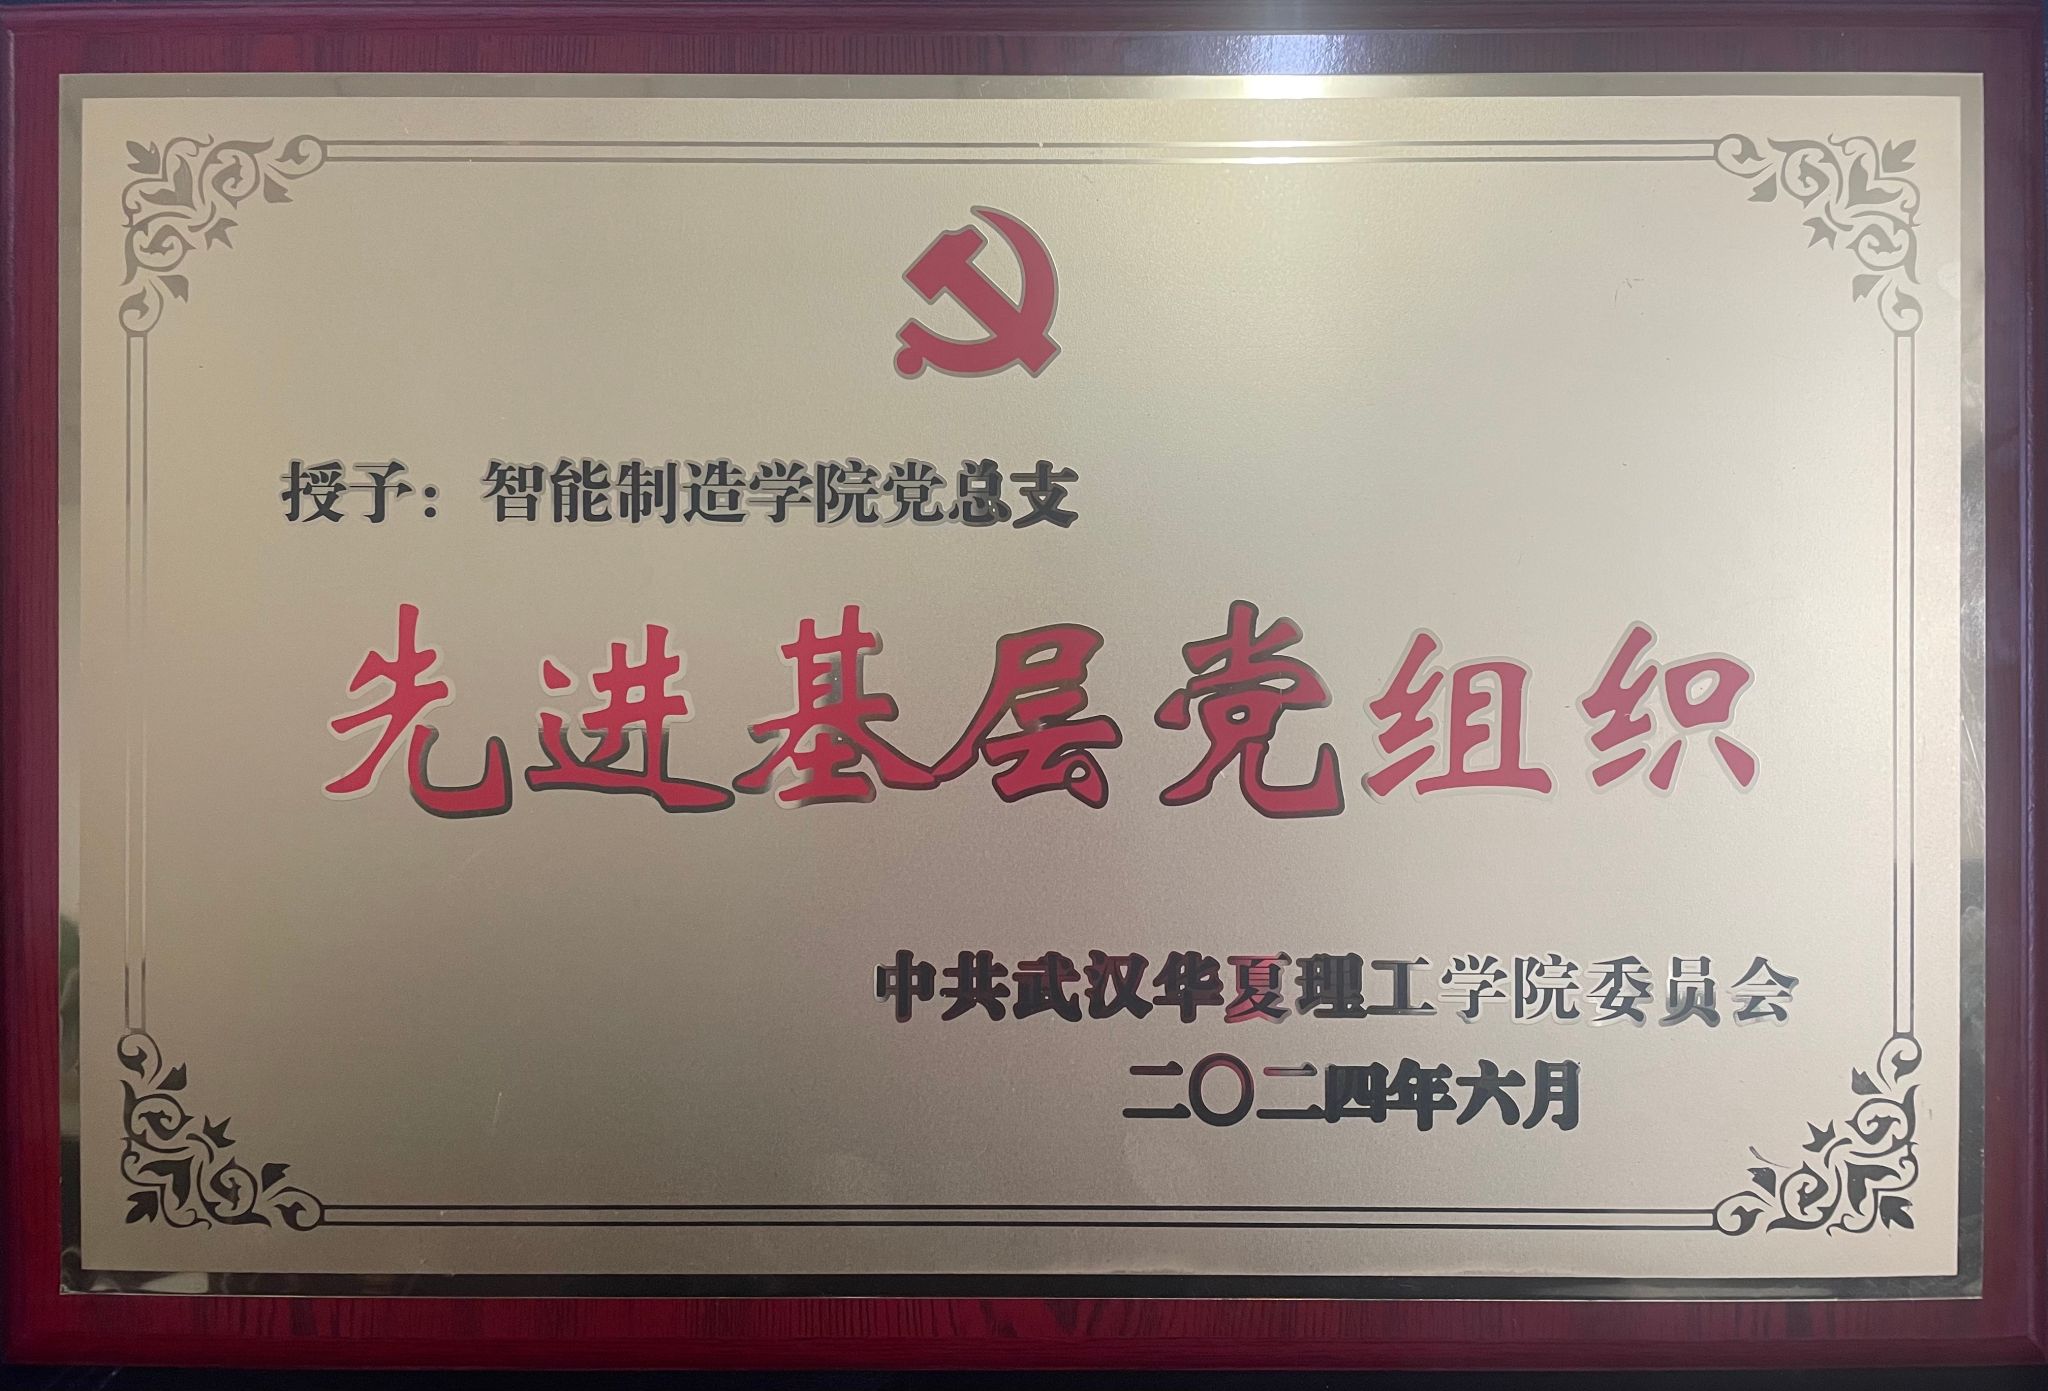 授予：智能制造学院党总支
先进基层党组织
中共武汉华夏理工学院委员会
二〇二四年六月